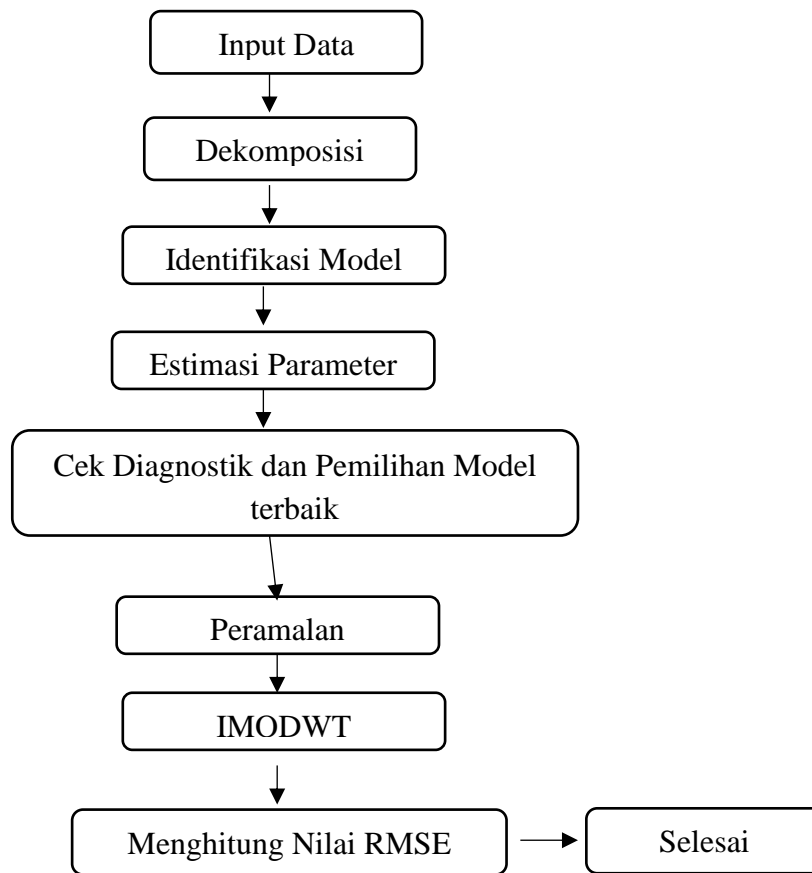 Input Data
Dekomposisi
Identifikasi Model
Estimasi Parameter
Cek Diagnostik dan Pemilihan Model
terbaik
Peramalan
IMODWT
Menghitung Nilai RMSE
Selesai